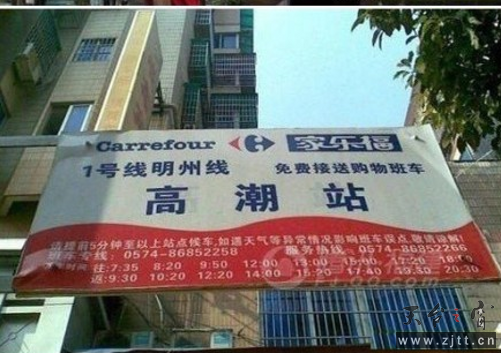 Carrefour 家乐福
1号线明州线 免费接送购物班车
高潮站
请提前5分钟至以上站点候车,如遇天气等异常情况影响班车误点,敬请谅解!
班车专线: 0574-86852258 服务热线: 0574-86852266
往:7:35 8:20 9:50 12:00 13:00 15:00 17:20 18:00
返:9:30 10:20 12:20 14:00 16:20 17:40 19:30 20:30
www.zjtt.cn